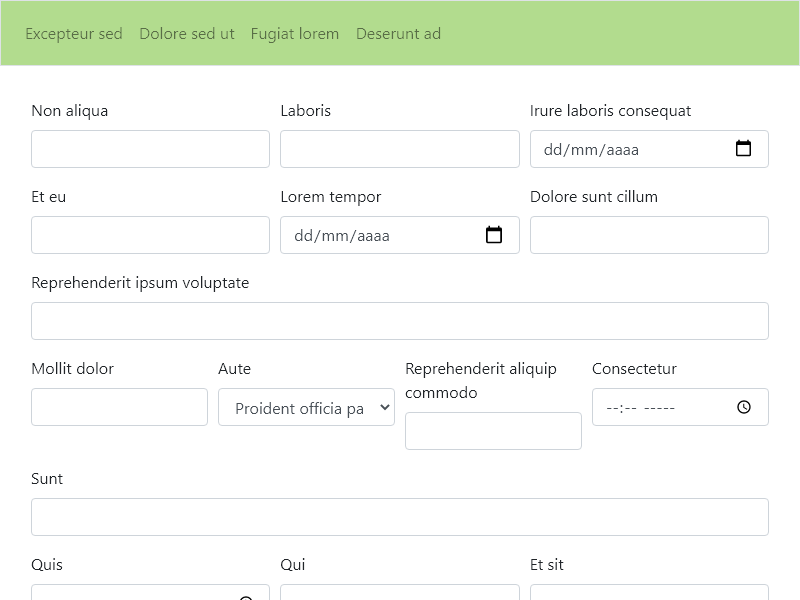 Excepteur sed Dolore sed ut Fugiat lorem Deserunt ad
Non aliqua Laboris Irure laboris consequat
dd/mm/aaaa
Et eu Lorem tempor Dolore sunt cillum
dd/mm/aaaa
Reprehenderit ipsum voluptate
Mollit dolor Aute Reprehenderit aliquip commodo Consectetur
Proident officia pa --:-- -----
Sunt
Quis Qui Et sit